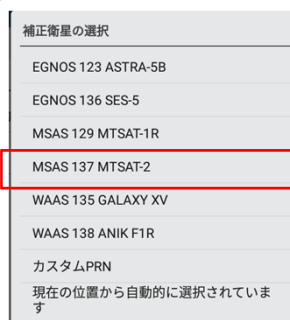 補正衛星の選択
EGNOS 123 ASTRA-5B
EGNOS 136 SES-5
MSAS 129 MTSAT-1R
MSAS 137 MTSAT-2
WAAS 135 GALAXY XV
WAAS 138 ANIK F1R
カスタムPRN
現在の位置から自動的に選択されていま
す